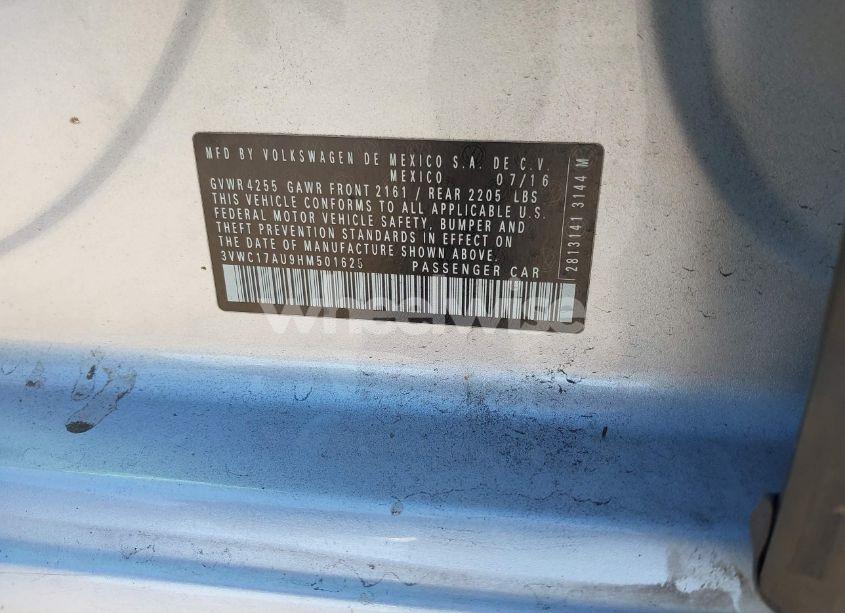 MFD BY VOLKSWAGEN DE MEXICO S.A. DE C.V.
MEXICO 07/16
GVWR 4255 GAWR FRONT 2161 / REAR 2205 LBS
THIS VEHICLE CONFORMS TO ALL APPLICABLE U.S.
FEDERAL MOTOR VEHICLE SAFETY, BUMPER AND
THEFT PREVENTION STANDARDS IN EFFECT ON
THE DATE OF MANUFACTURE SHOWN ABOVE.
3VWC17AU9HM501625 PASSENGER CAR
2813141 3144 M
wheelwise